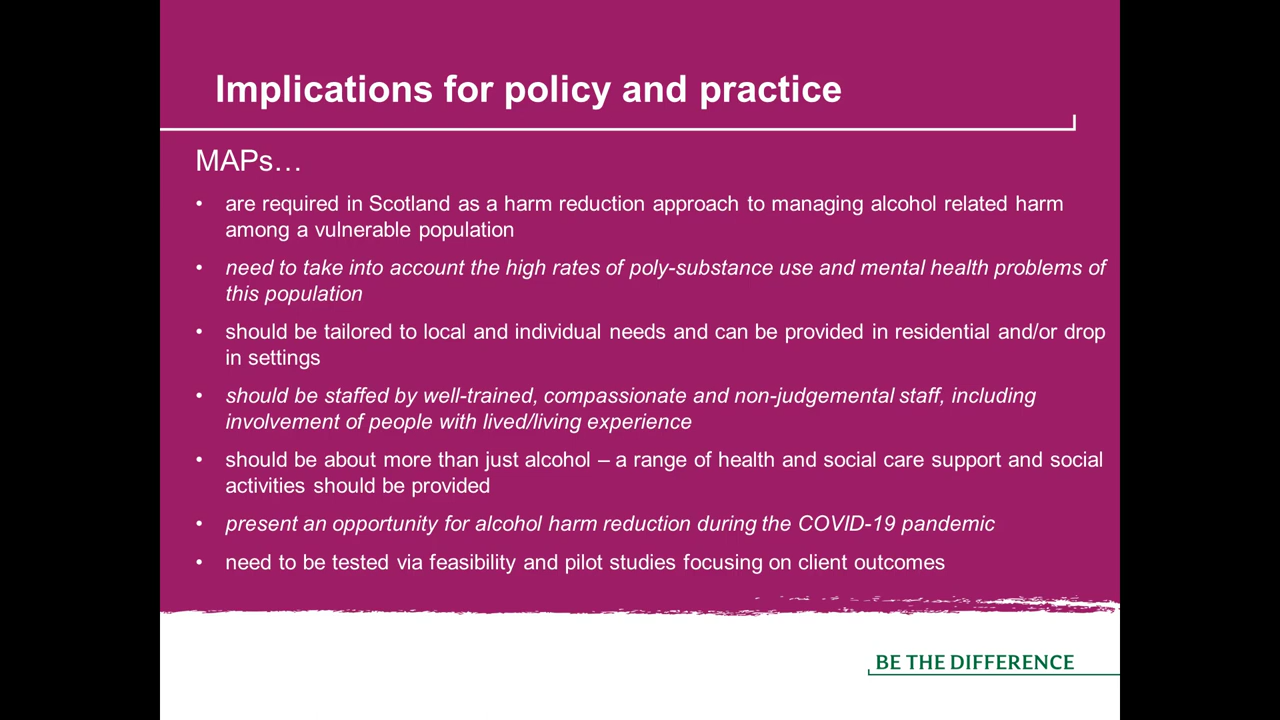 Implications for policy and practice
MAPs…
• are required in Scotland as a harm reduction approach to managing alcohol related harm
among a vulnerable population
• need to take into account the high rates of poly-substance use and mental health problems of
this population
• should be tailored to local and individual needs and can be provided in residential and/or drop
in settings
• should be staffed by well-trained, compassionate and non-judgemental staff, including
involvement of people with lived/living experience
• should be about more than just alcohol – a range of health and social care support and social
activities should be provided
• present an opportunity for alcohol harm reduction during the COVID-19 pandemic
• need to be tested via feasibility and pilot studies focusing on client outcomes
BE THE DIFFERENCE